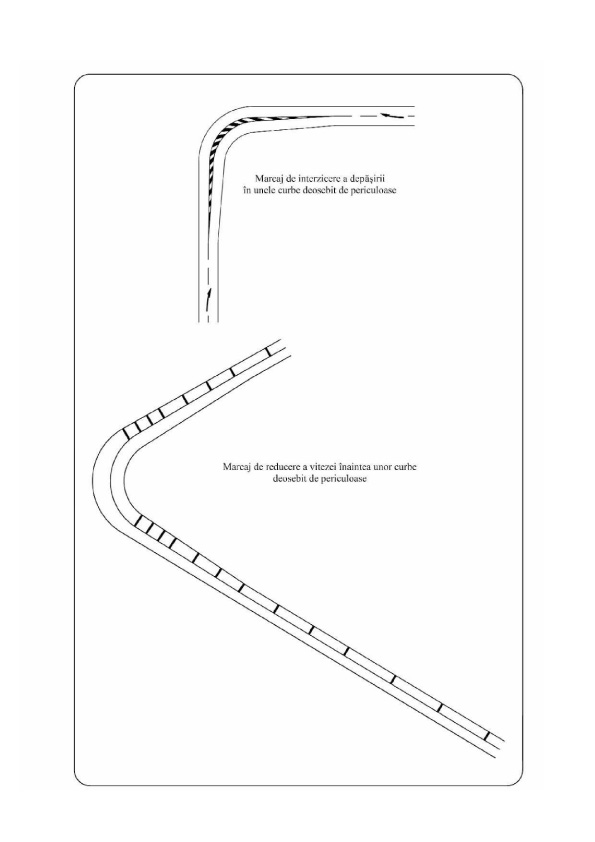 Marcaj de interzicere a depășirii
în unele curbe deosebit de periculoase
Marcaj de reducere a vitezei înaintea unor curbe
deosebit de periculoase